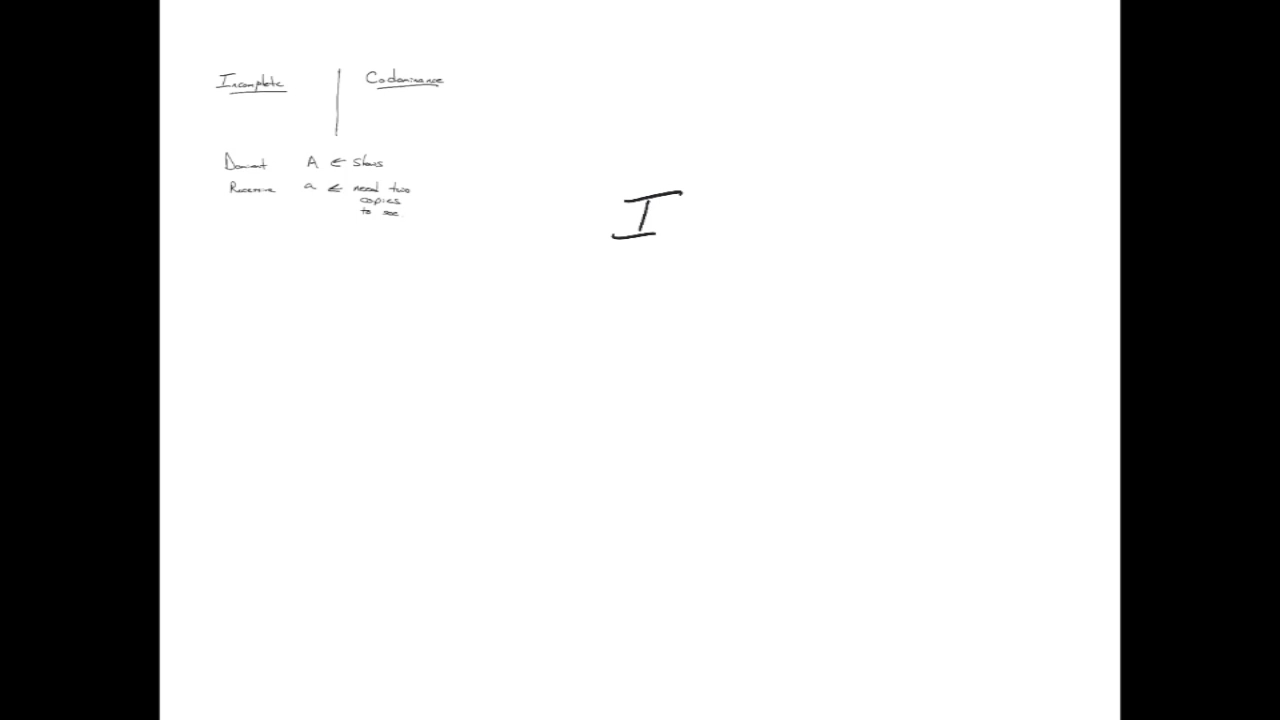 Incomplete | Codominance
Dominant A ← shows
Recessive a ← need two
copies
to see
I